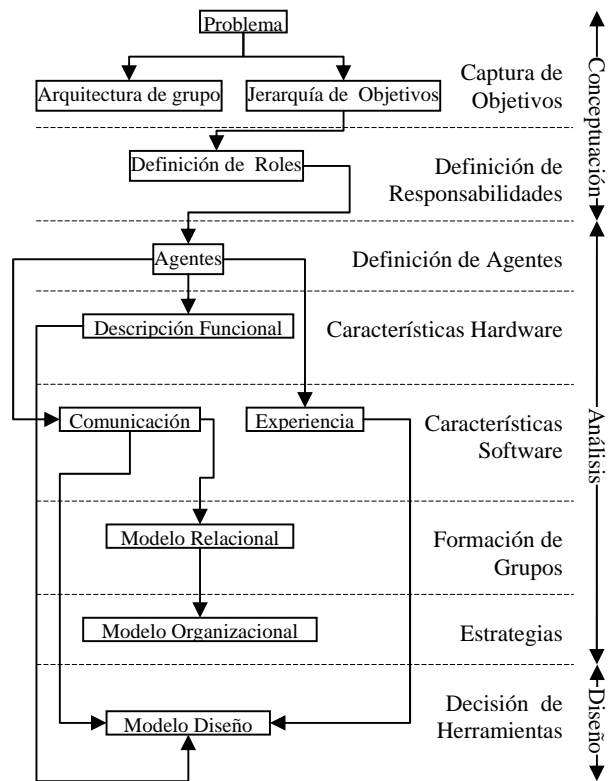 Problema
Arquitectura de grupo
Jerarquía de Objetivos
Captura de
Objetivos
Conceptuación
Definición de Roles
Definición de
Responsabilidades
Agentes
Definición de Agentes
Descripción Funcional
Características Hardware
Análisis
Comunicación
Experiencia
Características
Software
Modelo Relacional
Formación de
Grupos
Modelo Organizacional
Estrategias
Modelo Diseño
Decisión de
Herramientas
Diseño